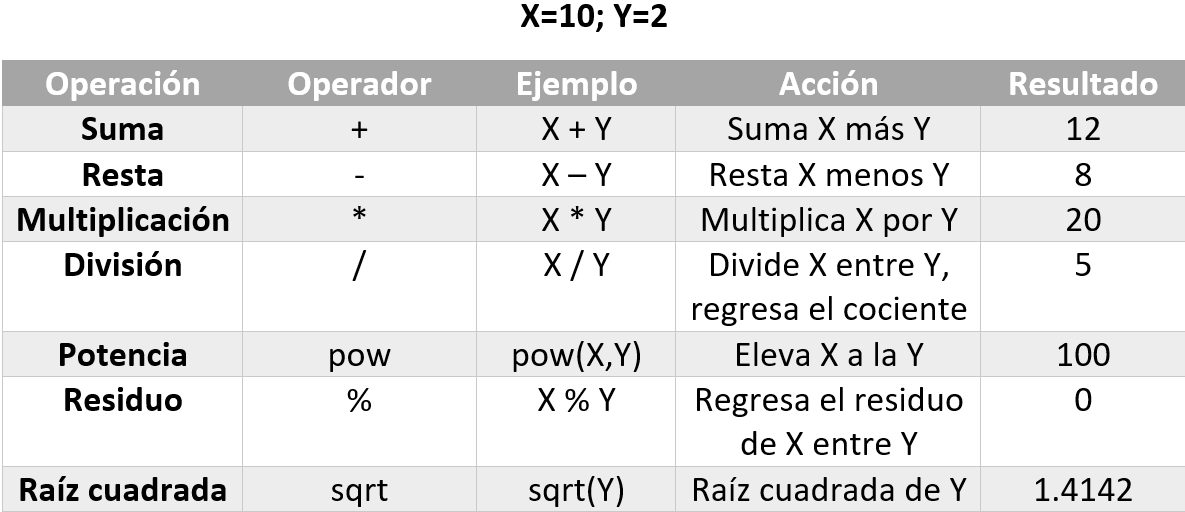 X=10; Y=2
Operación Operador Ejemplo Acción Resultado
Suma + X + Y Suma X más Y 12
Resta - X – Y Resta X menos Y 8
Multiplicación * X * Y Multiplica X por Y 20
División / X / Y Divide X entre Y, 5
regresa el cociente
Potencia pow pow(X,Y) Eleva X a la Y 100
Residuo % X % Y Regresa el residuo 0
de X entre Y
Raíz cuadrada sqrt sqrt(Y) Raíz cuadrada de Y 1.4142